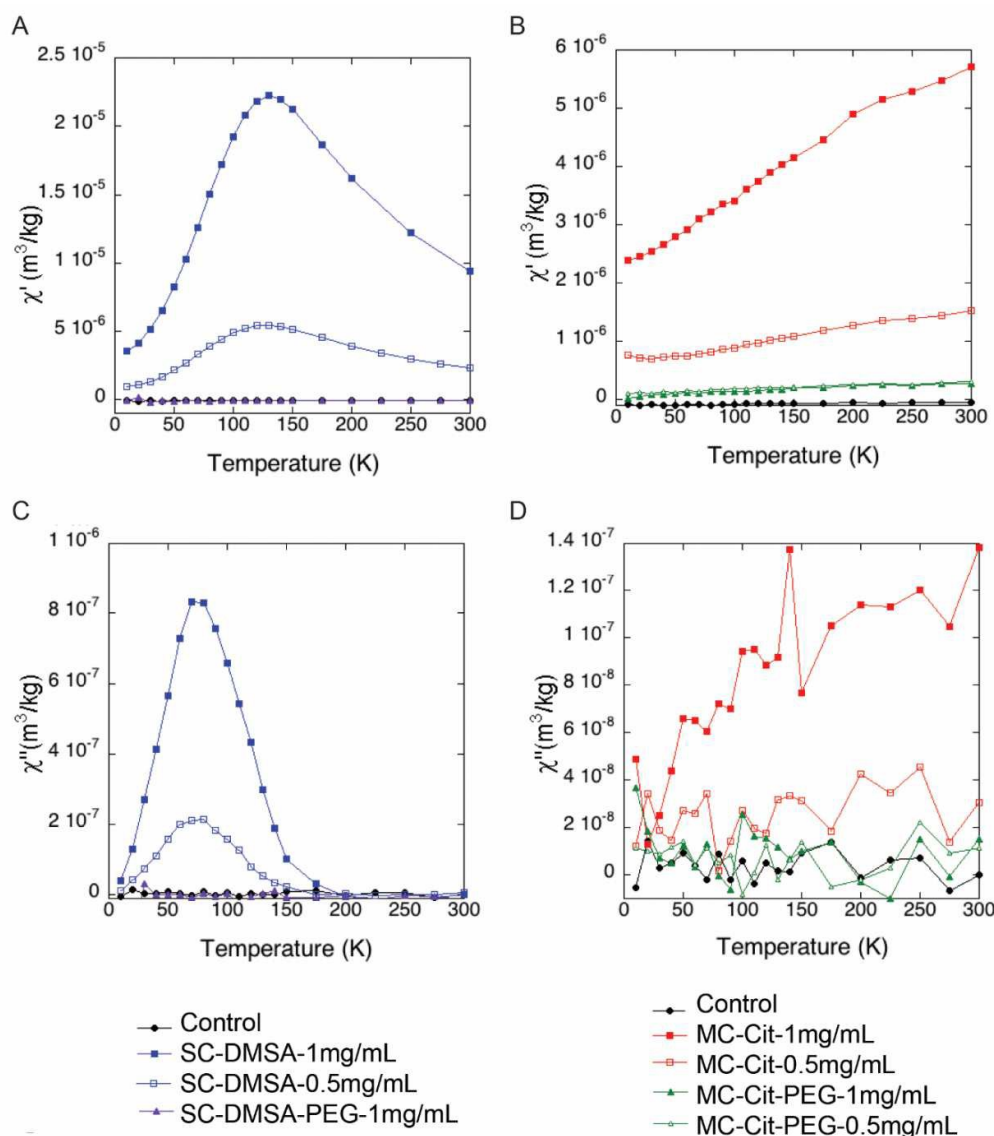 A
B
2.5 10⁻⁵
2 10⁻⁵
1.5 10⁻⁵
1 10⁻⁵
5 10⁻⁶
0
χ' (m³/kg)
0 50 100 150 200 250 300
Temperature (K)
6 10⁻⁶
5 10⁻⁶
4 10⁻⁶
3 10⁻⁶
2 10⁻⁶
1 10⁻⁶
0
χ' (m³/kg)
0 50 100 150 200 250 300
Temperature (K)
C
D
1 10⁻⁶
8 10⁻⁷
6 10⁻⁷
4 10⁻⁷
2 10⁻⁷
0
χ"(m³/kg)
0 50 100 150 200 250 300
Temperature (K)
1.4 10⁻⁷
1.2 10⁻⁷
1 10⁻⁷
8 10⁻⁸
6 10⁻⁸
4 10⁻⁸
2 10⁻⁸
0
χ"(m³/kg)
0 50 100 150 200 250 300
Temperature (K)
Control
SC-DMSA-1mg/mL
SC-DMSA-0.5mg/mL
SC-DMSA-PEG-1mg/mL
Control
MC-Cit-1mg/mL
MC-Cit-0.5mg/mL
MC-Cit-PEG-1mg/mL
MC-Cit-PEG-0.5mg/mL